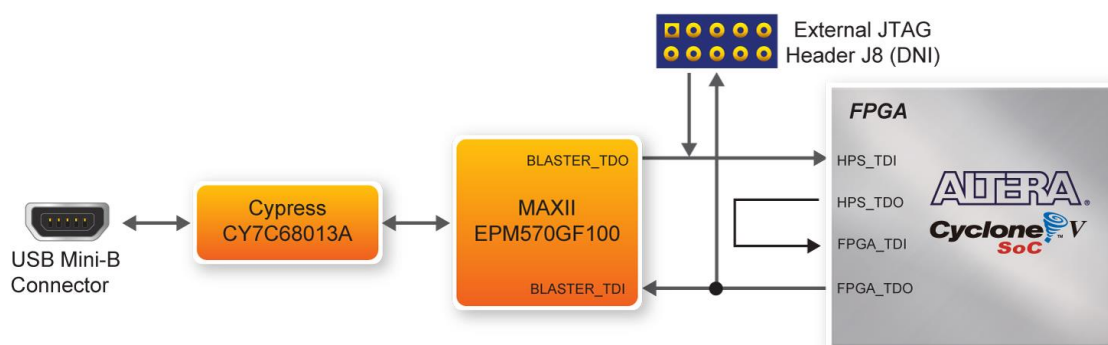 External JTAG
Header J8 (DNI)
FPGA
BLASTER_TDO
HPS_TDI
ALTERA®
HPS_TDO
Cypress
CY7C68013A
MAXII
EPM570GF100
Cyclone™ V
SoC
FPGA_TDI
USB Mini-B
Connector
BLASTER_TDI
FPGA_TDO